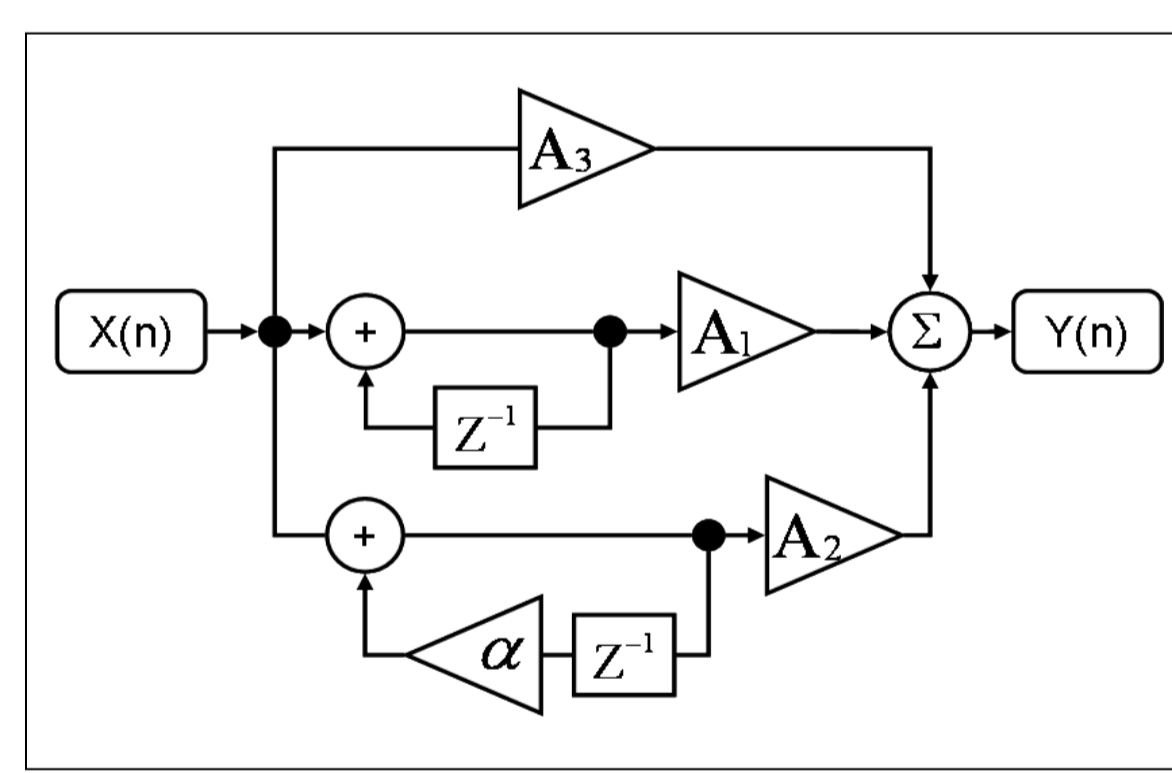 A₃
X(n)
+
A₁
Σ
Y(n)
Z⁻¹
+
A₂
α
Z⁻¹